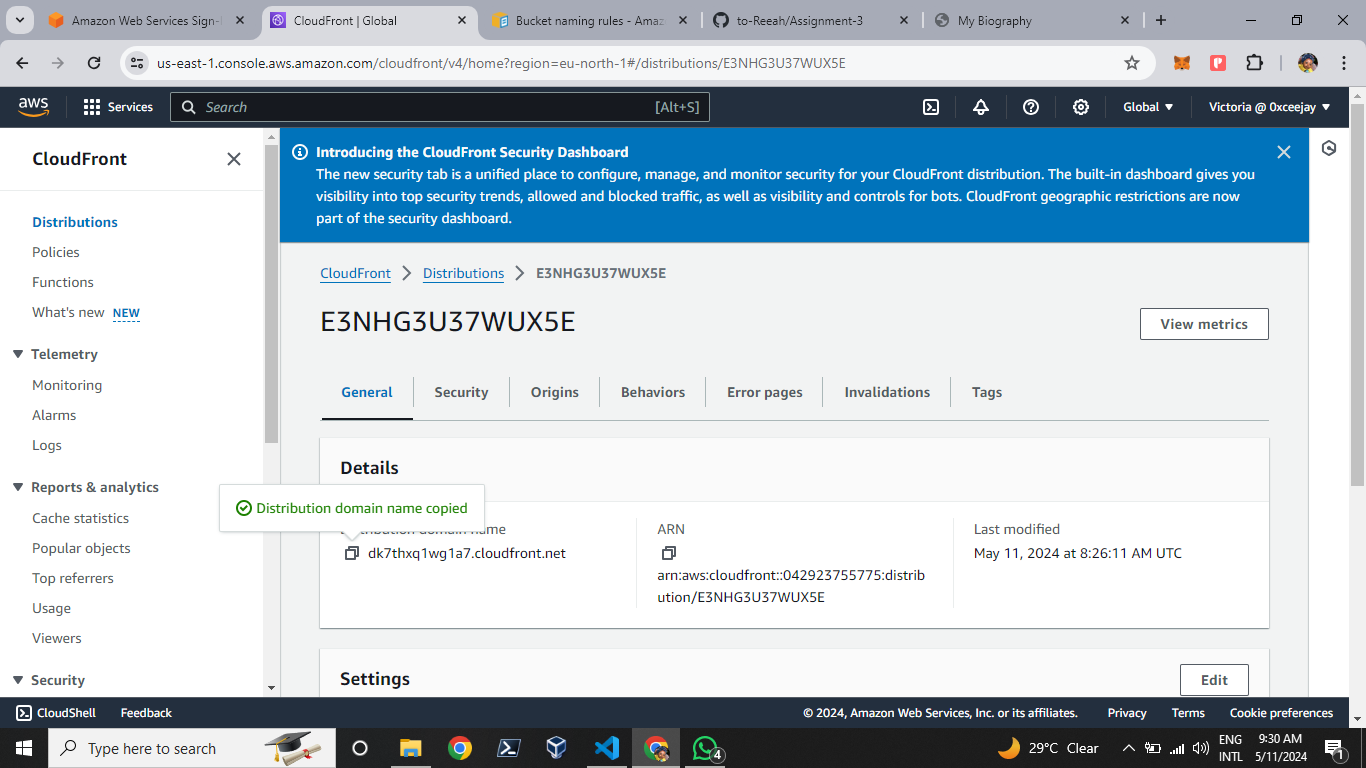 Amazon Web Services Sign-
CloudFront | Global
Bucket naming rules - Amaz
to-Reeah/Assignment-3
My Biography
us-east-1.console.aws.amazon.com/cloudfront/v4/home?region=eu-north-1#/distributions/E3NHG3U37WUX5E
aws
Services
Search
[Alt+S]
Global
Victoria @ 0xceejay
CloudFront
Distributions
Policies
Functions
What's new NEW
Telemetry
Monitoring
Alarms
Logs
Reports & analytics
Cache statistics
Popular objects
Top referrers
Usage
Viewers
Security
Introducing the CloudFront Security Dashboard
The new security tab is a unified place to configure, manage, and monitor security for your CloudFront distribution. The built-in dashboard gives you
visibility into top security trends, allowed and blocked traffic, as well as visibility and controls for bots. CloudFront geographic restrictions are now
part of the security dashboard.
CloudFront
Distributions
E3NHG3U37WUX5E
E3NHG3U37WUX5E
View metrics
General
Security
Origins
Behaviors
Error pages
Invalidations
Tags
Details
Distribution domain name copied
domain name
dk7thxq1wg1a7.cloudfront.net
ARN
arn:aws:cloudfront::042923755775:distrib
ution/E3NHG3U37WUX5E
Last modified
May 11, 2024 at 8:26:11 AM UTC
Settings
Edit
CloudShell
Feedback
© 2024, Amazon Web Services, Inc. or its affiliates.
Privacy
Terms
Cookie preferences
Type here to search
4
29°C Clear
ENG
INTL
9:30 AM
5/11/2024
1